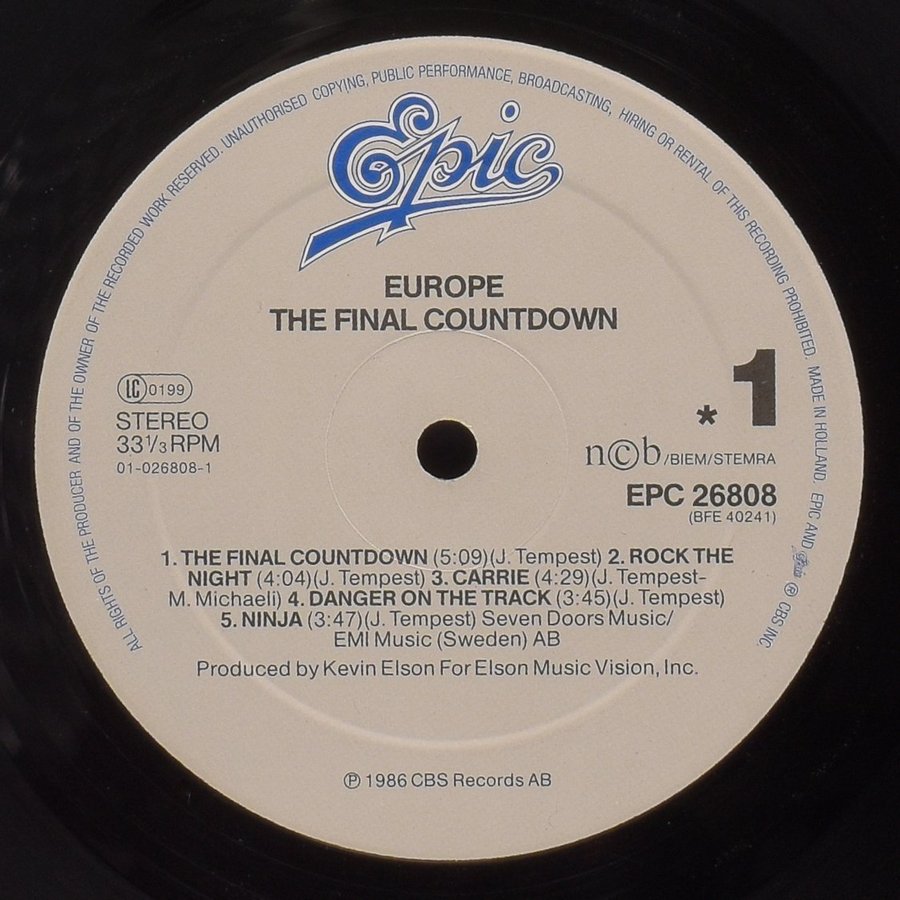 ALL RIGHTS OF THE PRODUCER AND OF THE OWNER OF THE RECORDED WORK RESERVED. UNAUTHORISED COPYING, PUBLIC PERFORMANCE, BROADCASTING, HIRING OR RENTAL OF THIS RECORDING PROHIBITED. MADE IN HOLLAND. EPIC AND Epic ® CBS INC.
Epic
EUROPE
THE FINAL COUNTDOWN
LC 0199
STEREO
33 1/3 RPM
01-026808-1
* 1
n©b/BIEM/STEMRA
EPC 26808
(BFE 40241)
1. THE FINAL COUNTDOWN (5:09)(J. Tempest) 2. ROCK THE
NIGHT (4:04)(J. Tempest) 3. CARRIE (4:29)(J. Tempest-
M. Michaeli) 4. DANGER ON THE TRACK (3:45)(J. Tempest)
5. NINJA (3:47)(J. Tempest) Seven Doors Music/
EMI Music (Sweden) AB
Produced by Kevin Elson For Elson Music Vision, Inc.
℗ 1986 CBS Records AB